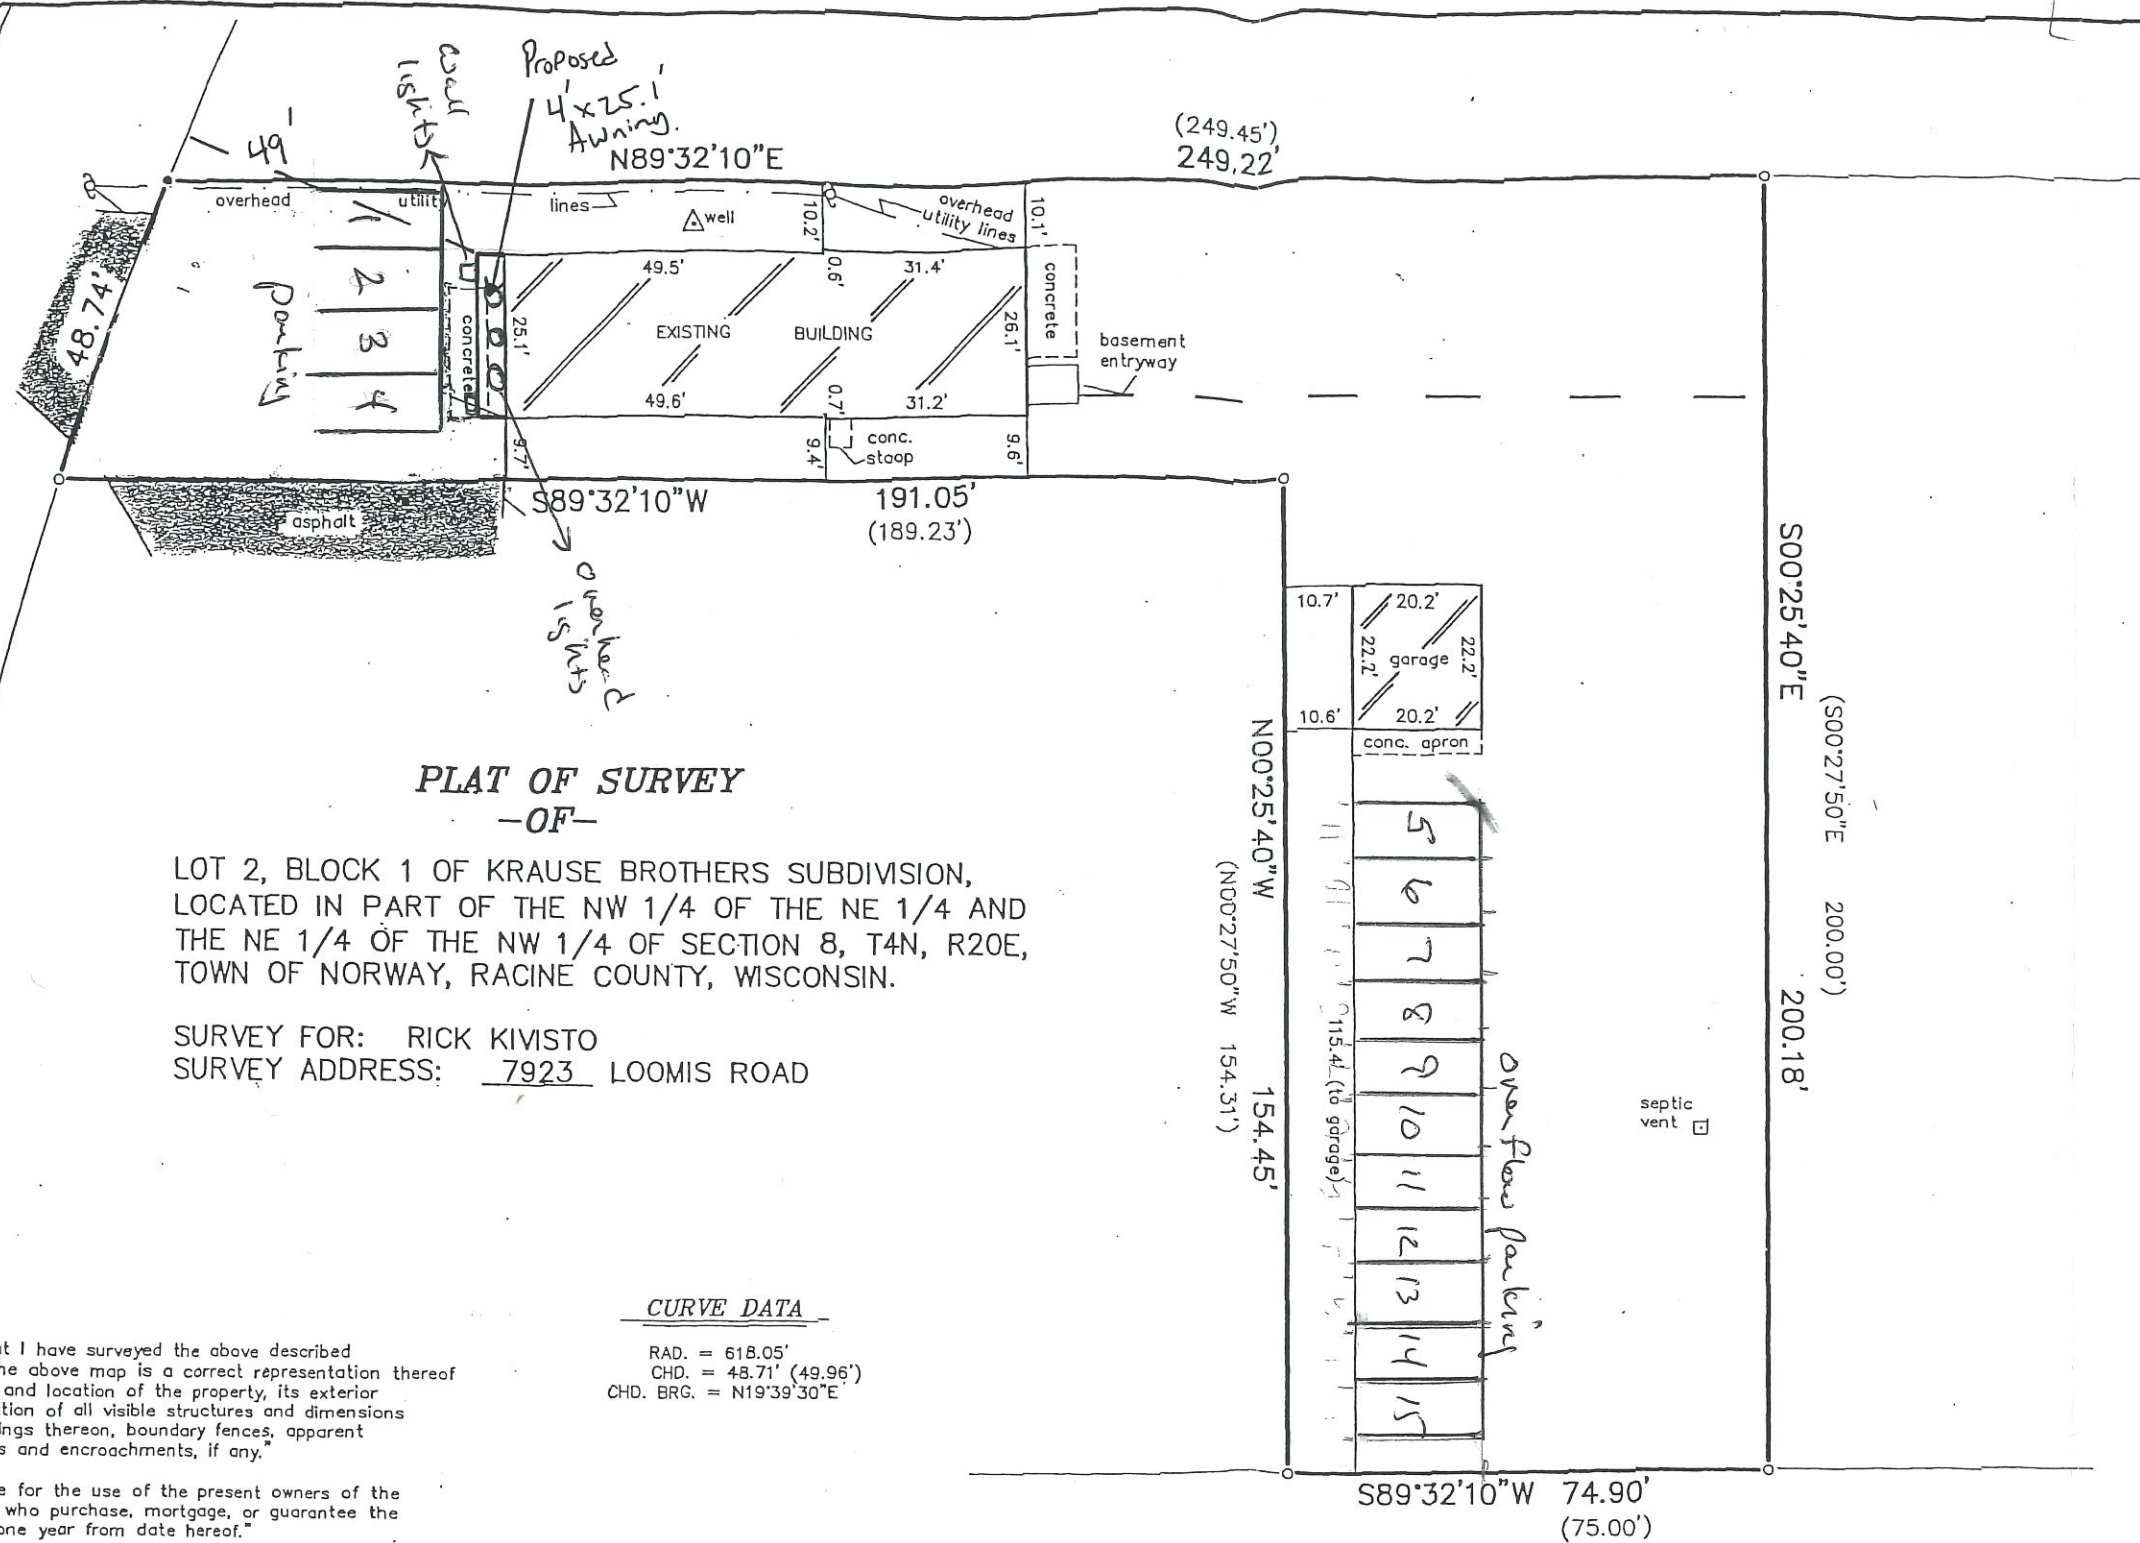 wall
lights
Proposed
4'x25.1'
Awning.
49'
N89°32'10"E
(249.45')
249.22'
overhead
utility
lines
well
10.2'
overhead
utility lines
10.1'
48.74'
parking
1
2
3
4
concrete
25.1'
49.5'
0.6'
31.4'
EXISTING BUILDING
26.1'
concrete
basement
entryway
49.6'
0.7'
31.2'
9.7'
9.4'
conc.
stoop
9.6'
asphalt
S89°32'10"W
191.05'
(189.23')
overhead
lights
10.7'
20.2'
22.2'
garage
22.2'
10.6'
20.2'
conc. apron
S00°25'40"E
200.18'
(S00°27'50"E 200.00')
N00°25'40"W
154.45'
(N00°27'50"W 154.31')
PLAT OF SURVEY
-OF-
LOT 2, BLOCK 1 OF KRAUSE BROTHERS SUBDIVISION,
LOCATED IN PART OF THE NW 1/4 OF THE NE 1/4 AND
THE NE 1/4 OF THE NW 1/4 OF SECTION 8, T4N, R20E,
TOWN OF NORWAY, RACINE COUNTY, WISCONSIN.
SURVEY FOR: RICK KIVISTO
SURVEY ADDRESS: 7923 LOOMIS ROAD
5
6
7
8
9
10
11
12
13
14
15
115.4' (to garage)
overflow parking
septic
vent
CURVE DATA
RAD. = 618.05'
CHD. = 48.71' (49.96')
CHD. BRG. = N19°39'30"E
t I have surveyed the above described
he above map is a correct representation thereof
and location of the property, its exterior
tion of all visible structures and dimensions
ings thereon, boundary fences, apparent
s and encroachments, if any."
e for the use of the present owners of the
who purchase, mortgage, or guarantee the
one year from date hereof."
S89°32'10"W 74.90'
(75.00')